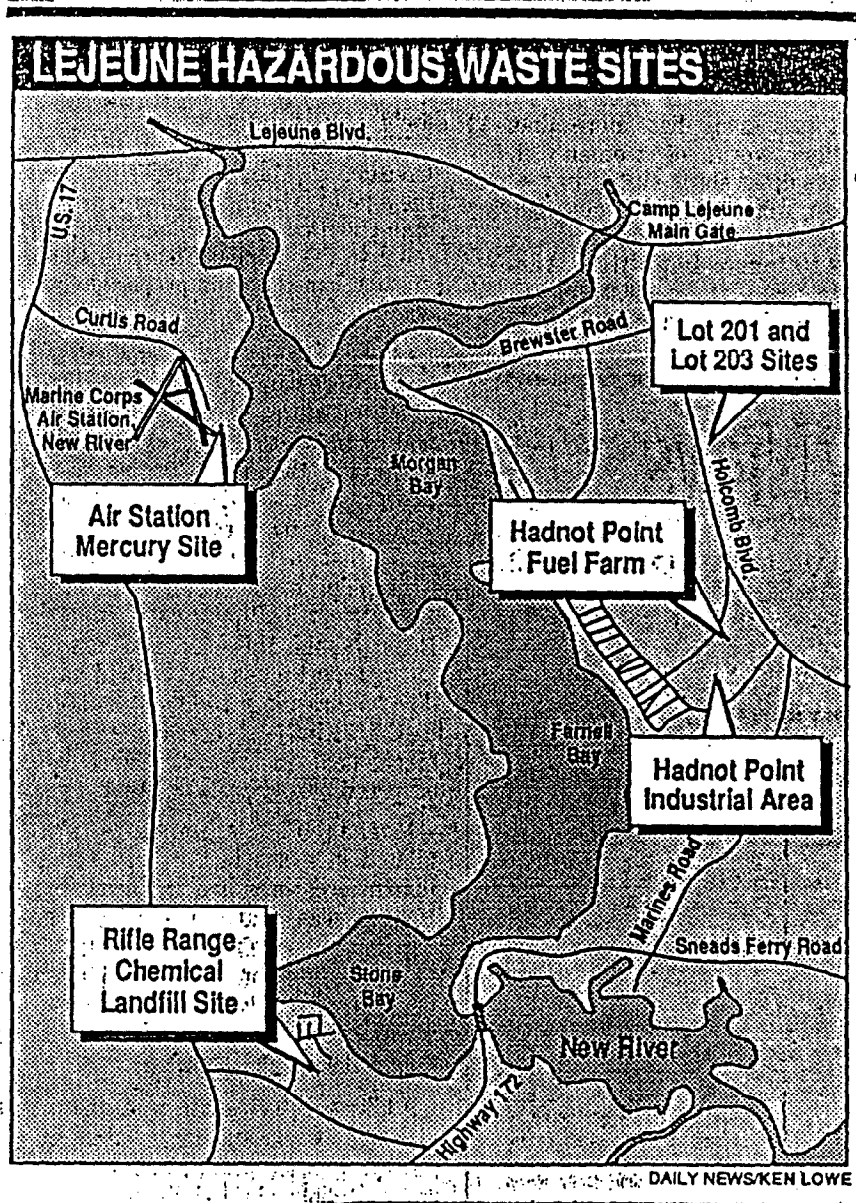 LEJEUNE HAZARDOUS WASTE SITES
Lejeune Blvd.
U.S. 17
Camp Lejeune
Main Gate
Curtis Road
Brewster Road
Lot 201 and
Lot 203 Sites
Marine Corps
Air Station,
New River
Morgan
Bay
Holcomb Blvd.
Air Station
Mercury Site
Hadnot Point
Fuel Farm
Farnell
Bay
Hadnot Point
Industrial Area
Marines Road
Sneads Ferry Road
Rifle Range
Chemical
Landfill Site
Stone
Bay
New River
Highway 172
DAILY NEWS/KEN LOWE